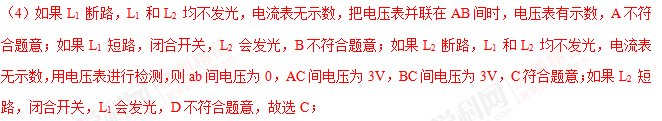 （4）如果 L1 断路，L1 和 L2 均不发光，电流表无示数，把电压表并联在 AB 间时，电压表有示数，A 不符
合题意；如果 L1 短路，闭合开关，L2 会发光，B 不符合题意；如果 L2 断路，L1 和 L2 均不发光，电流表
无示数，用电压表进行检测，则 ab 间电压为 0，AC 间电压为 3V，BC 间电压为 3V，C 符合题意；如果 L2 短
路，闭合开关，L1 会发光，D 不符合题意，故选 C；